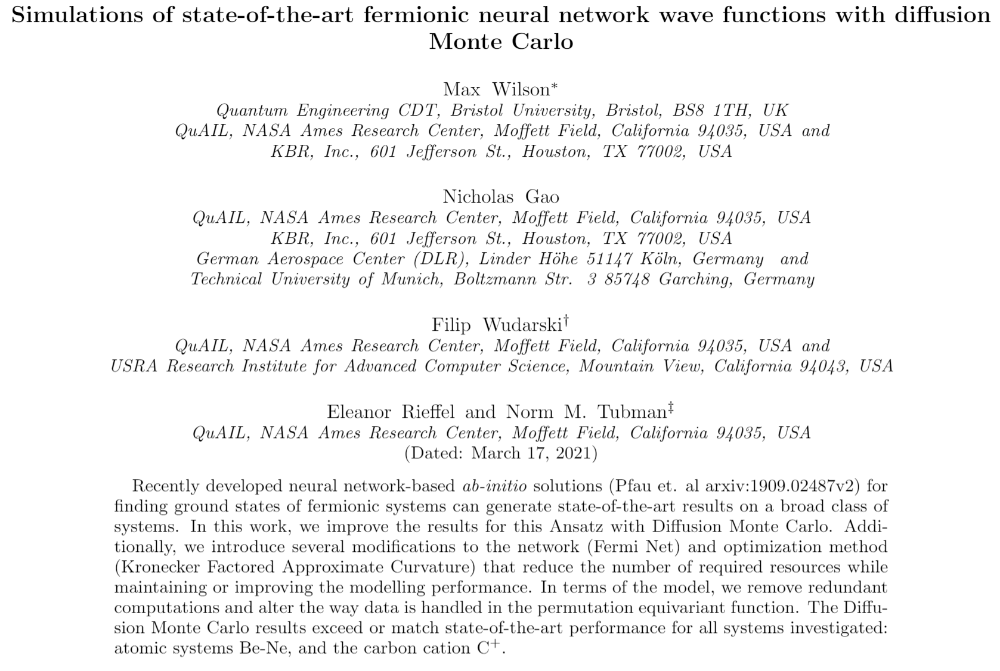 Simulations of state-of-the-art fermionic neural network wave functions with diffusion
Monte Carlo
Max Wilson*
Quantum Engineering CDT, Bristol University, Bristol, BS8 1TH, UK
QuAIL, NASA Ames Research Center, Moffett Field, California 94035, USA and
KBR, Inc., 601 Jefferson St., Houston, TX 77002, USA
Nicholas Gao
QuAIL, NASA Ames Research Center, Moffett Field, California 94035, USA
KBR, Inc., 601 Jefferson St., Houston, TX 77002, USA
German Aerospace Center (DLR), Linder Höhe 51147 Köln, Germany and
Technical University of Munich, Boltzmann Str. 3 85748 Garching, Germany
Filip Wudarski†
QuAIL, NASA Ames Research Center, Moffett Field, California 94035, USA and
USRA Research Institute for Advanced Computer Science, Mountain View, California 94043, USA
Eleanor Rieffel and Norm M. Tubman‡
QuAIL, NASA Ames Research Center, Moffett Field, California 94035, USA
(Dated: March 17, 2021)
Recently developed neural network-based ab-initio solutions (Pfau et. al arxiv:1909.02487v2) for
finding ground states of fermionic systems can generate state-of-the-art results on a broad class of
systems. In this work, we improve the results for this Ansatz with Diffusion Monte Carlo. Addi-
tionally, we introduce several modifications to the network (Fermi Net) and optimization method
(Kronecker Factored Approximate Curvature) that reduce the number of required resources while
maintaining or improving the modelling performance. In terms of the model, we remove redundant
computations and alter the way data is handled in the permutation equivariant function. The Diffu-
sion Monte Carlo results exceed or match state-of-the-art performance for all systems investigated:
atomic systems Be-Ne, and the carbon cation C⁺.